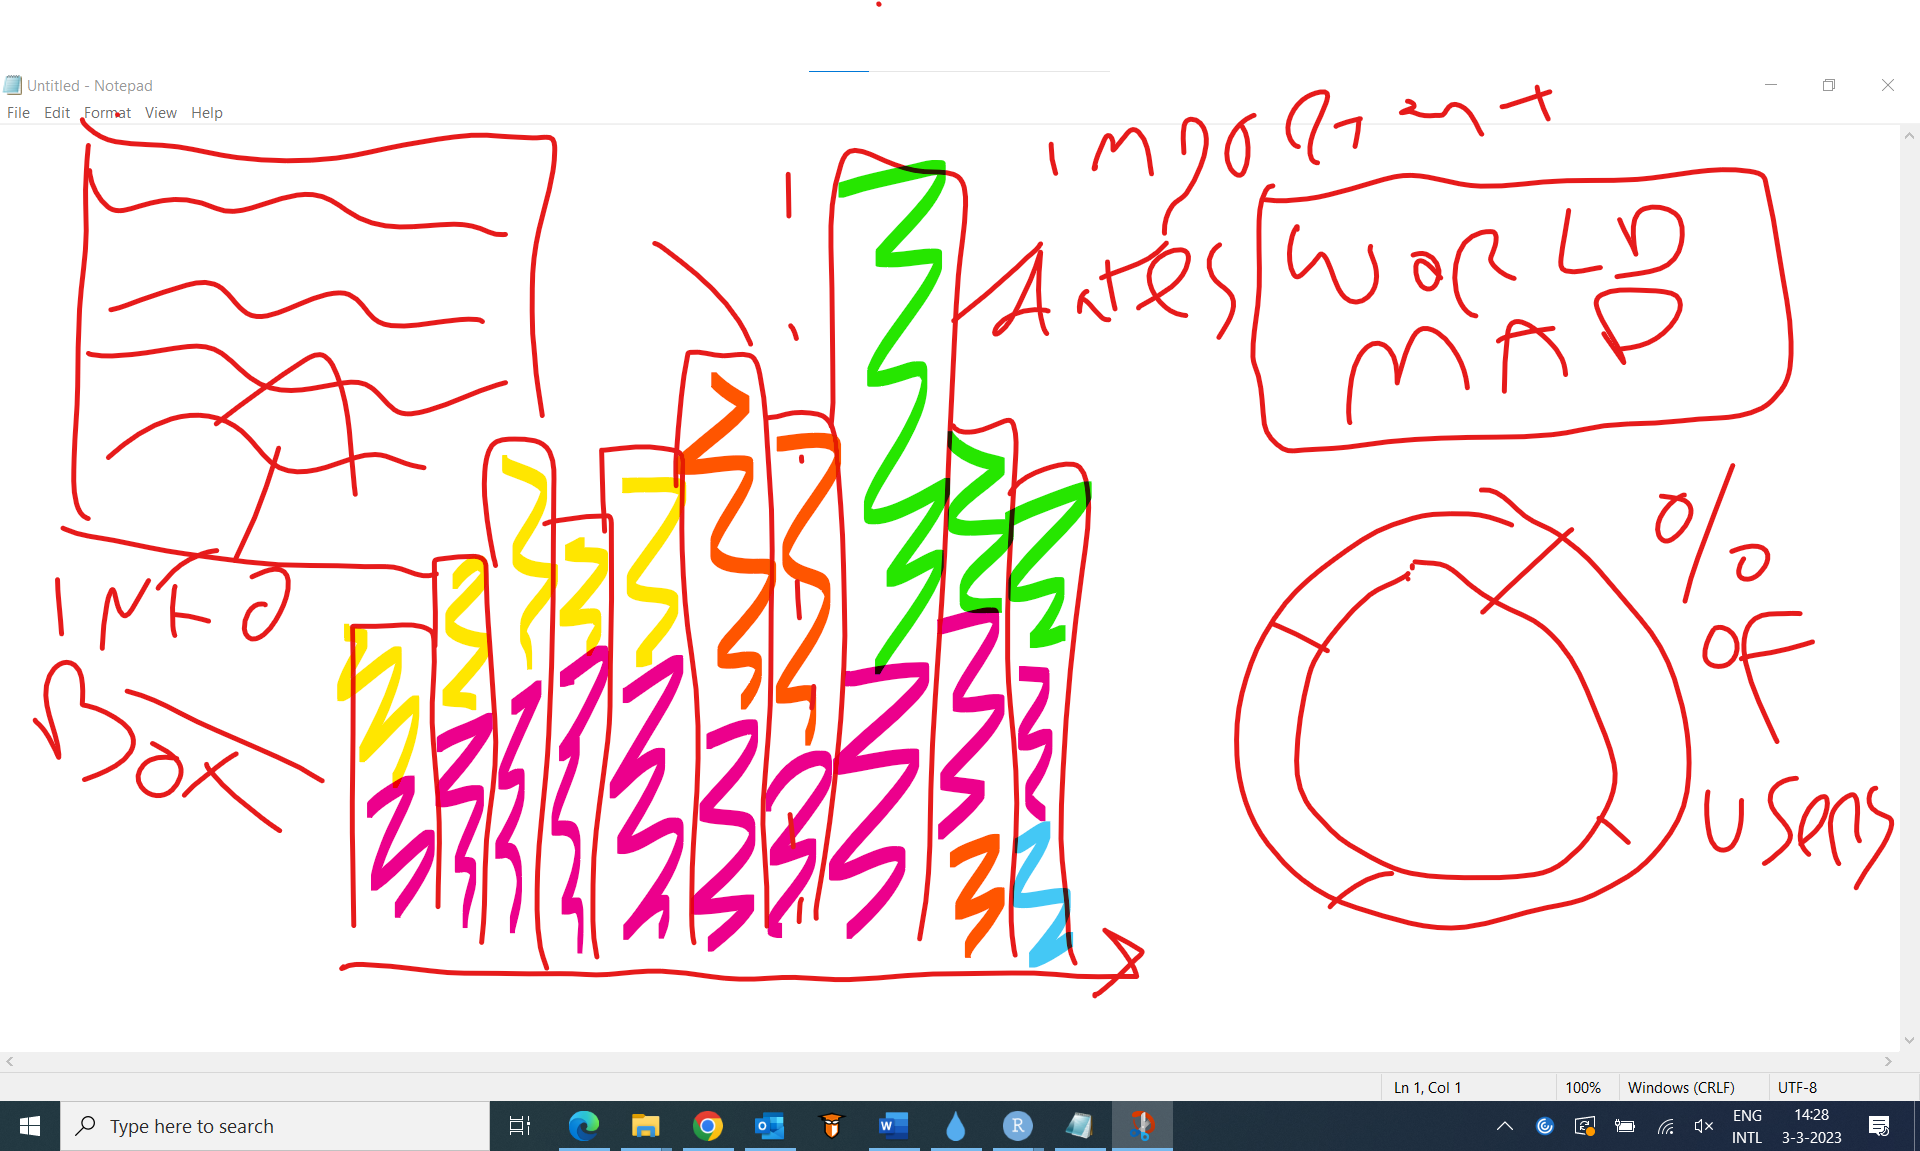 Untitled - Notepad
File Edit Format View Help
important
dates
WORLD
MAP
INFO
BOX
%
OF
users
Ln 1, Col 1 100% Windows (CRLF) UTF-8
Type here to search
ENG
INTL
14:28
3-3-2023